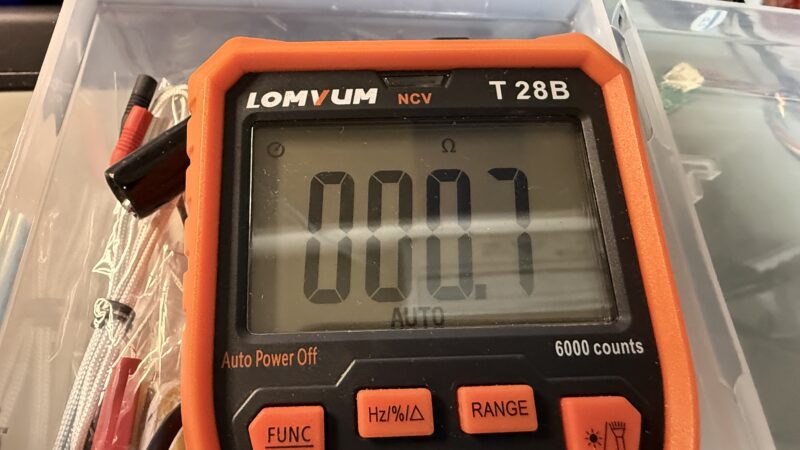 LOMVUM NCV T 28B
Ω
000.7
AUTO
Auto Power Off 6000 counts
FUNC Hz/%/△ RANGE